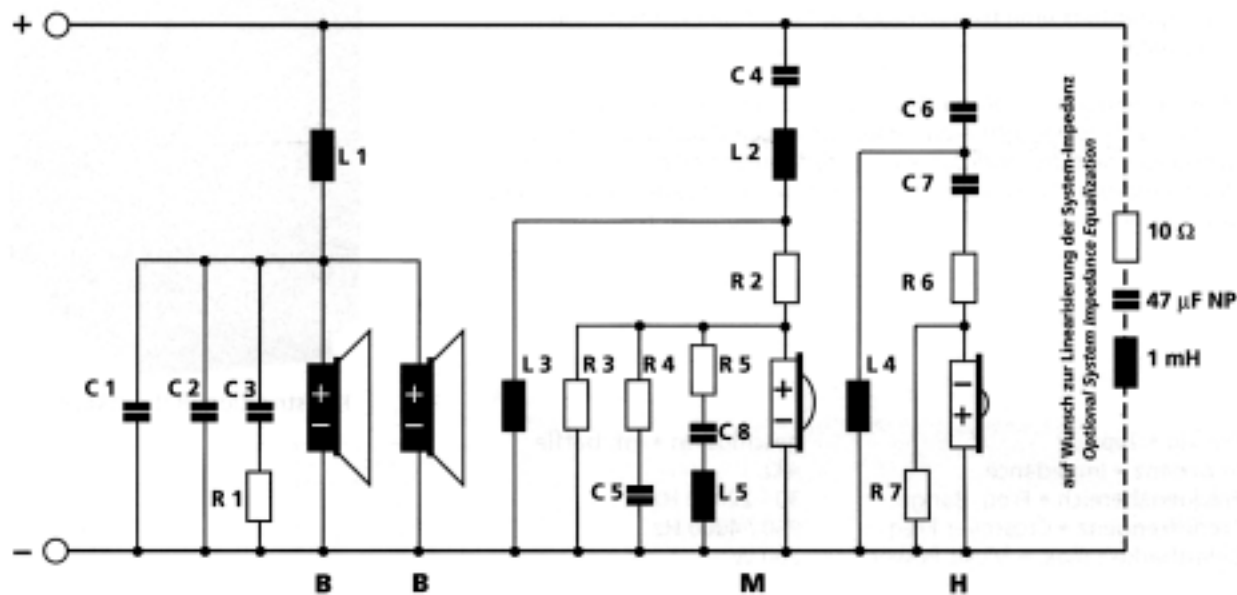 +
C 4
C 6
L 1
L 2
C 7
auf Wunsch zur Linearisierung der System-Impedanz
Optional System Impedance Equalization
10 Ω
47 µF NP
1 mH
R 2
R 6
C 1
C 2
C 3
+
−
+
−
L 3
R 3
R 4
R 5
+
−
L 4
−
+
C 8
R 1
C 5
L 5
R 7
−
B
B
M
H